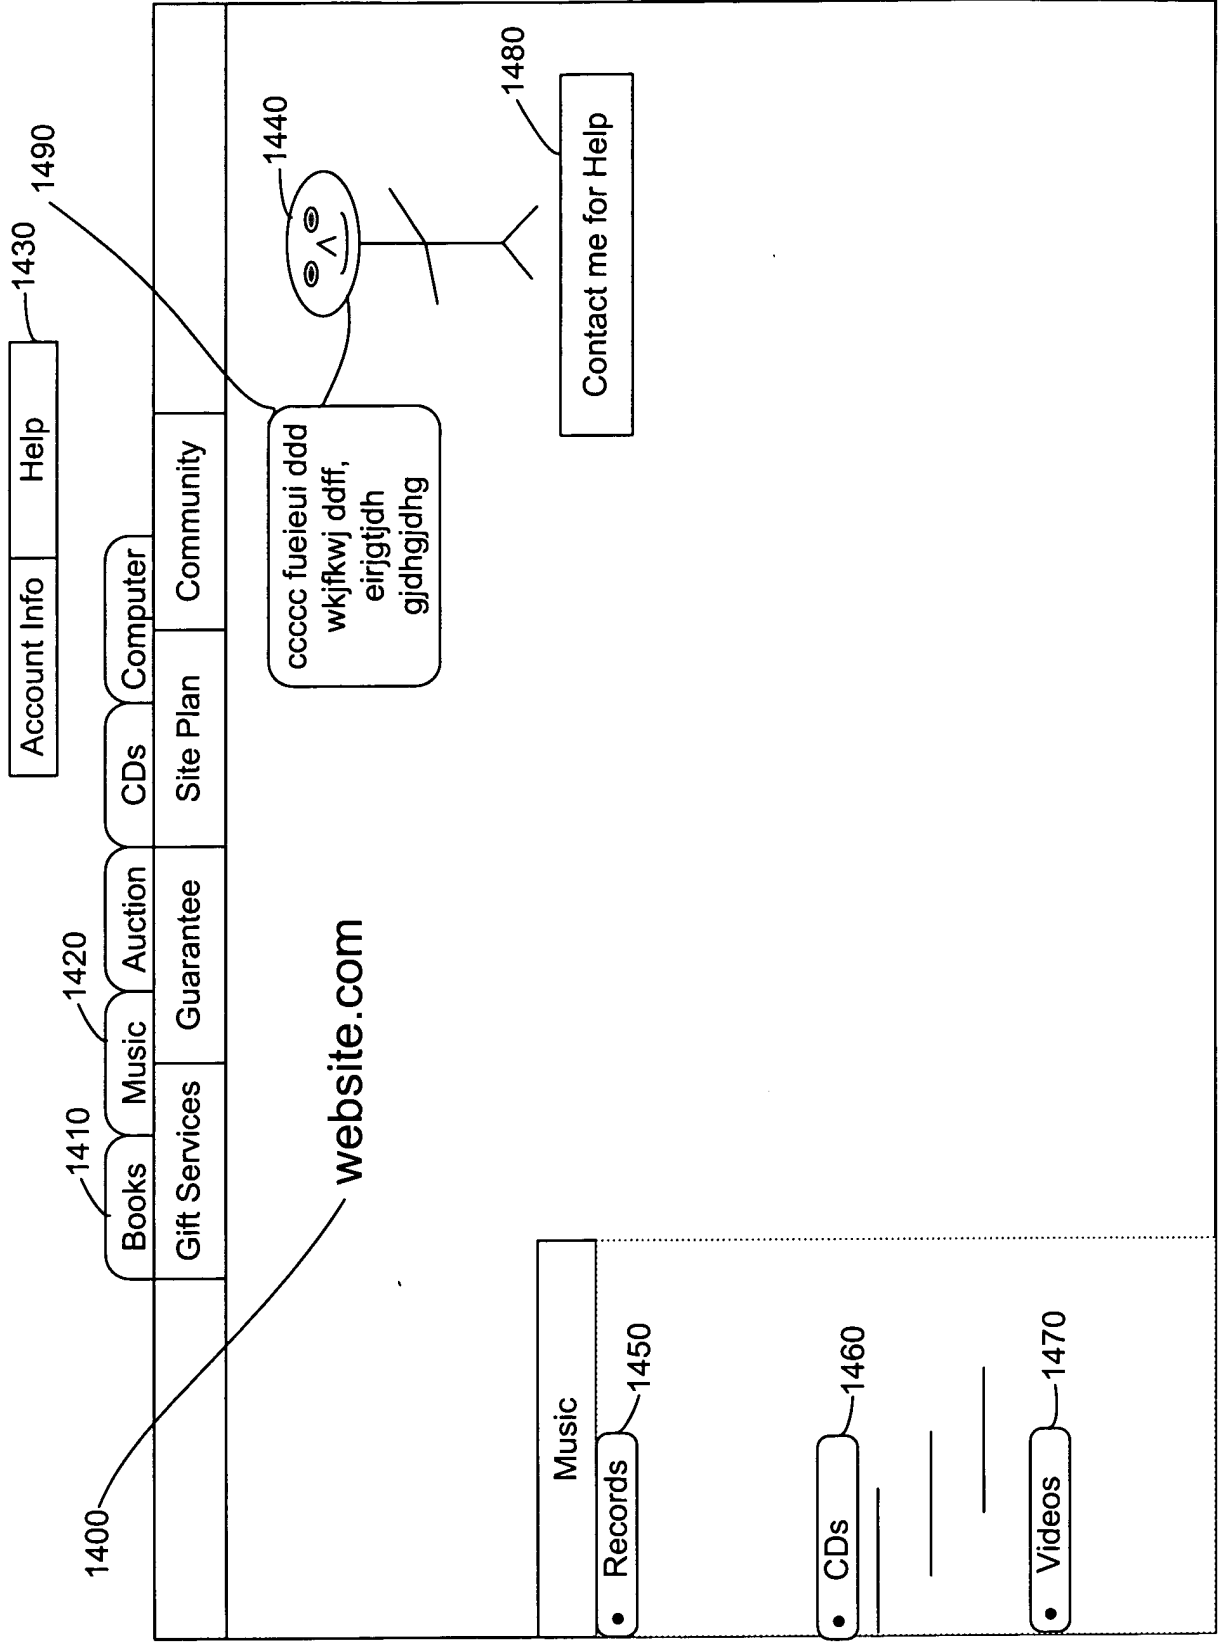 1490
1430
Account Info Help
1420
1410
Books Music Auction CDs Computer
Gift Services Guarantee Site Plan Community
1440
1400
website.com
ccccc fueieui ddd
wkjfkwj ddff,
eirjgtjdh
gjdhgjdhg
1480
Contact me for Help
Music
• Records
1450
• CDs
1460
• Videos
1470